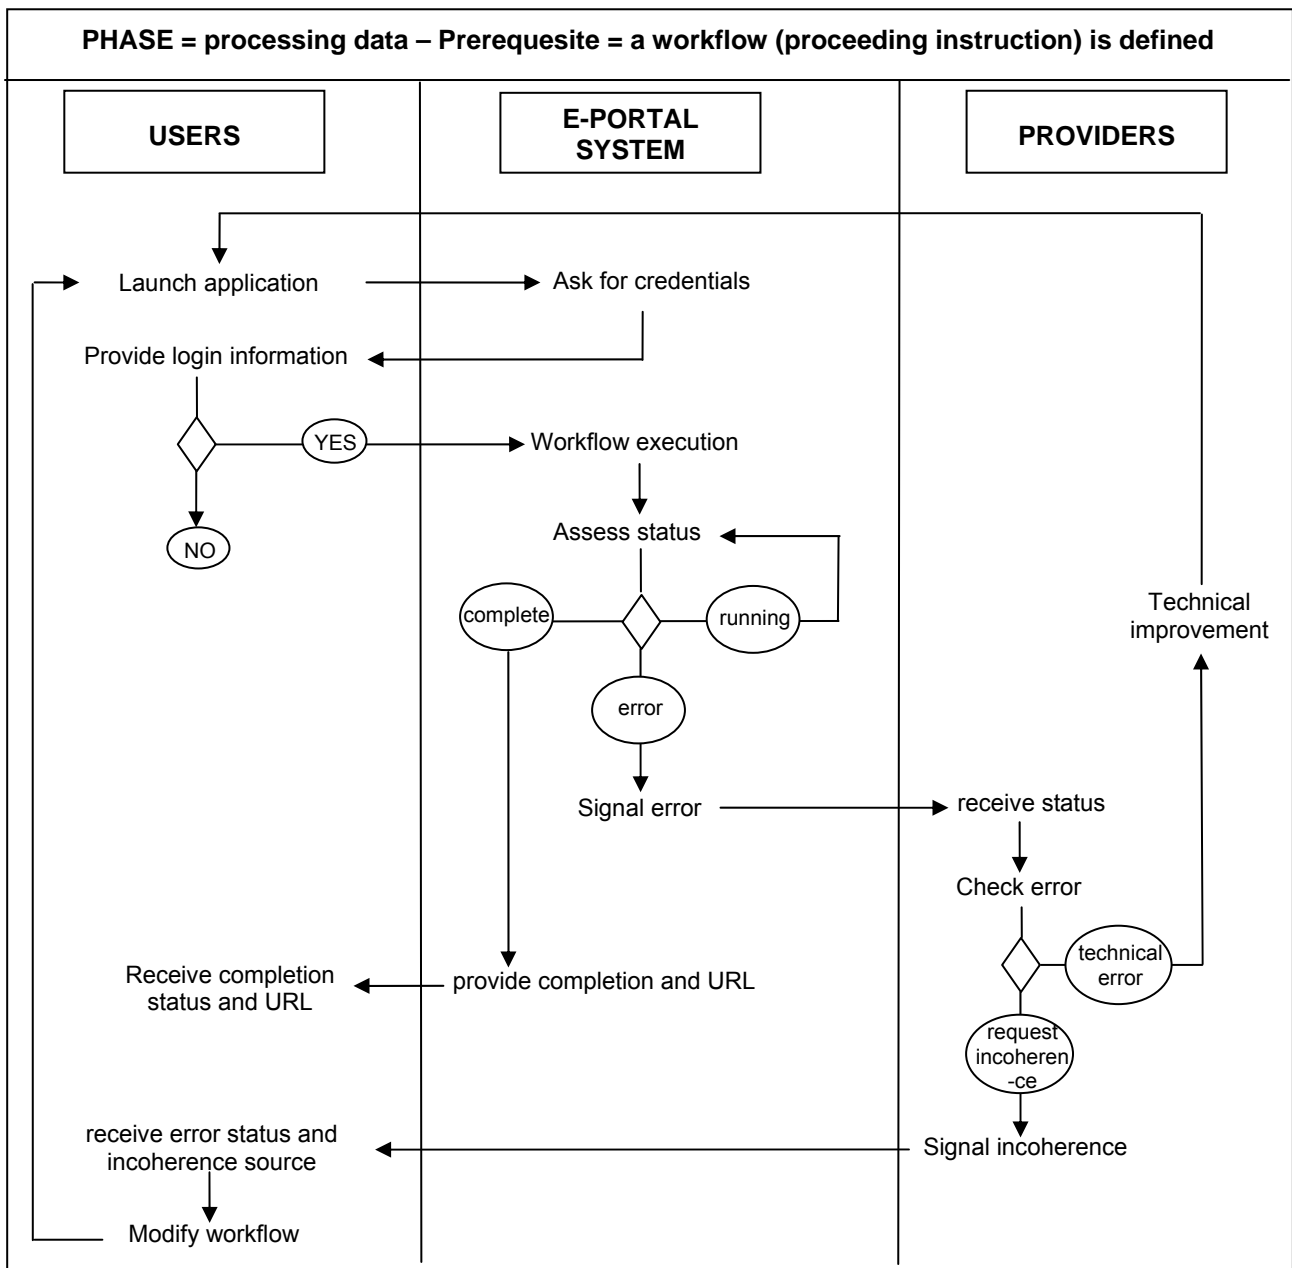 PHASE = processing data – Prerequesite = a workflow (proceeding instruction) is defined
USERS
E-PORTAL
SYSTEM
PROVIDERS
Launch application
Ask for credentials
Provide login information
YES
Workflow execution
NO
Assess status
complete
running
Technical
improvement
error
Signal error
receive status
Check error
technical
error
Receive completion
status and URL
provide completion and URL
request
incoheren
-ce
receive error status and
incoherence source
Signal incoherence
Modify workflow